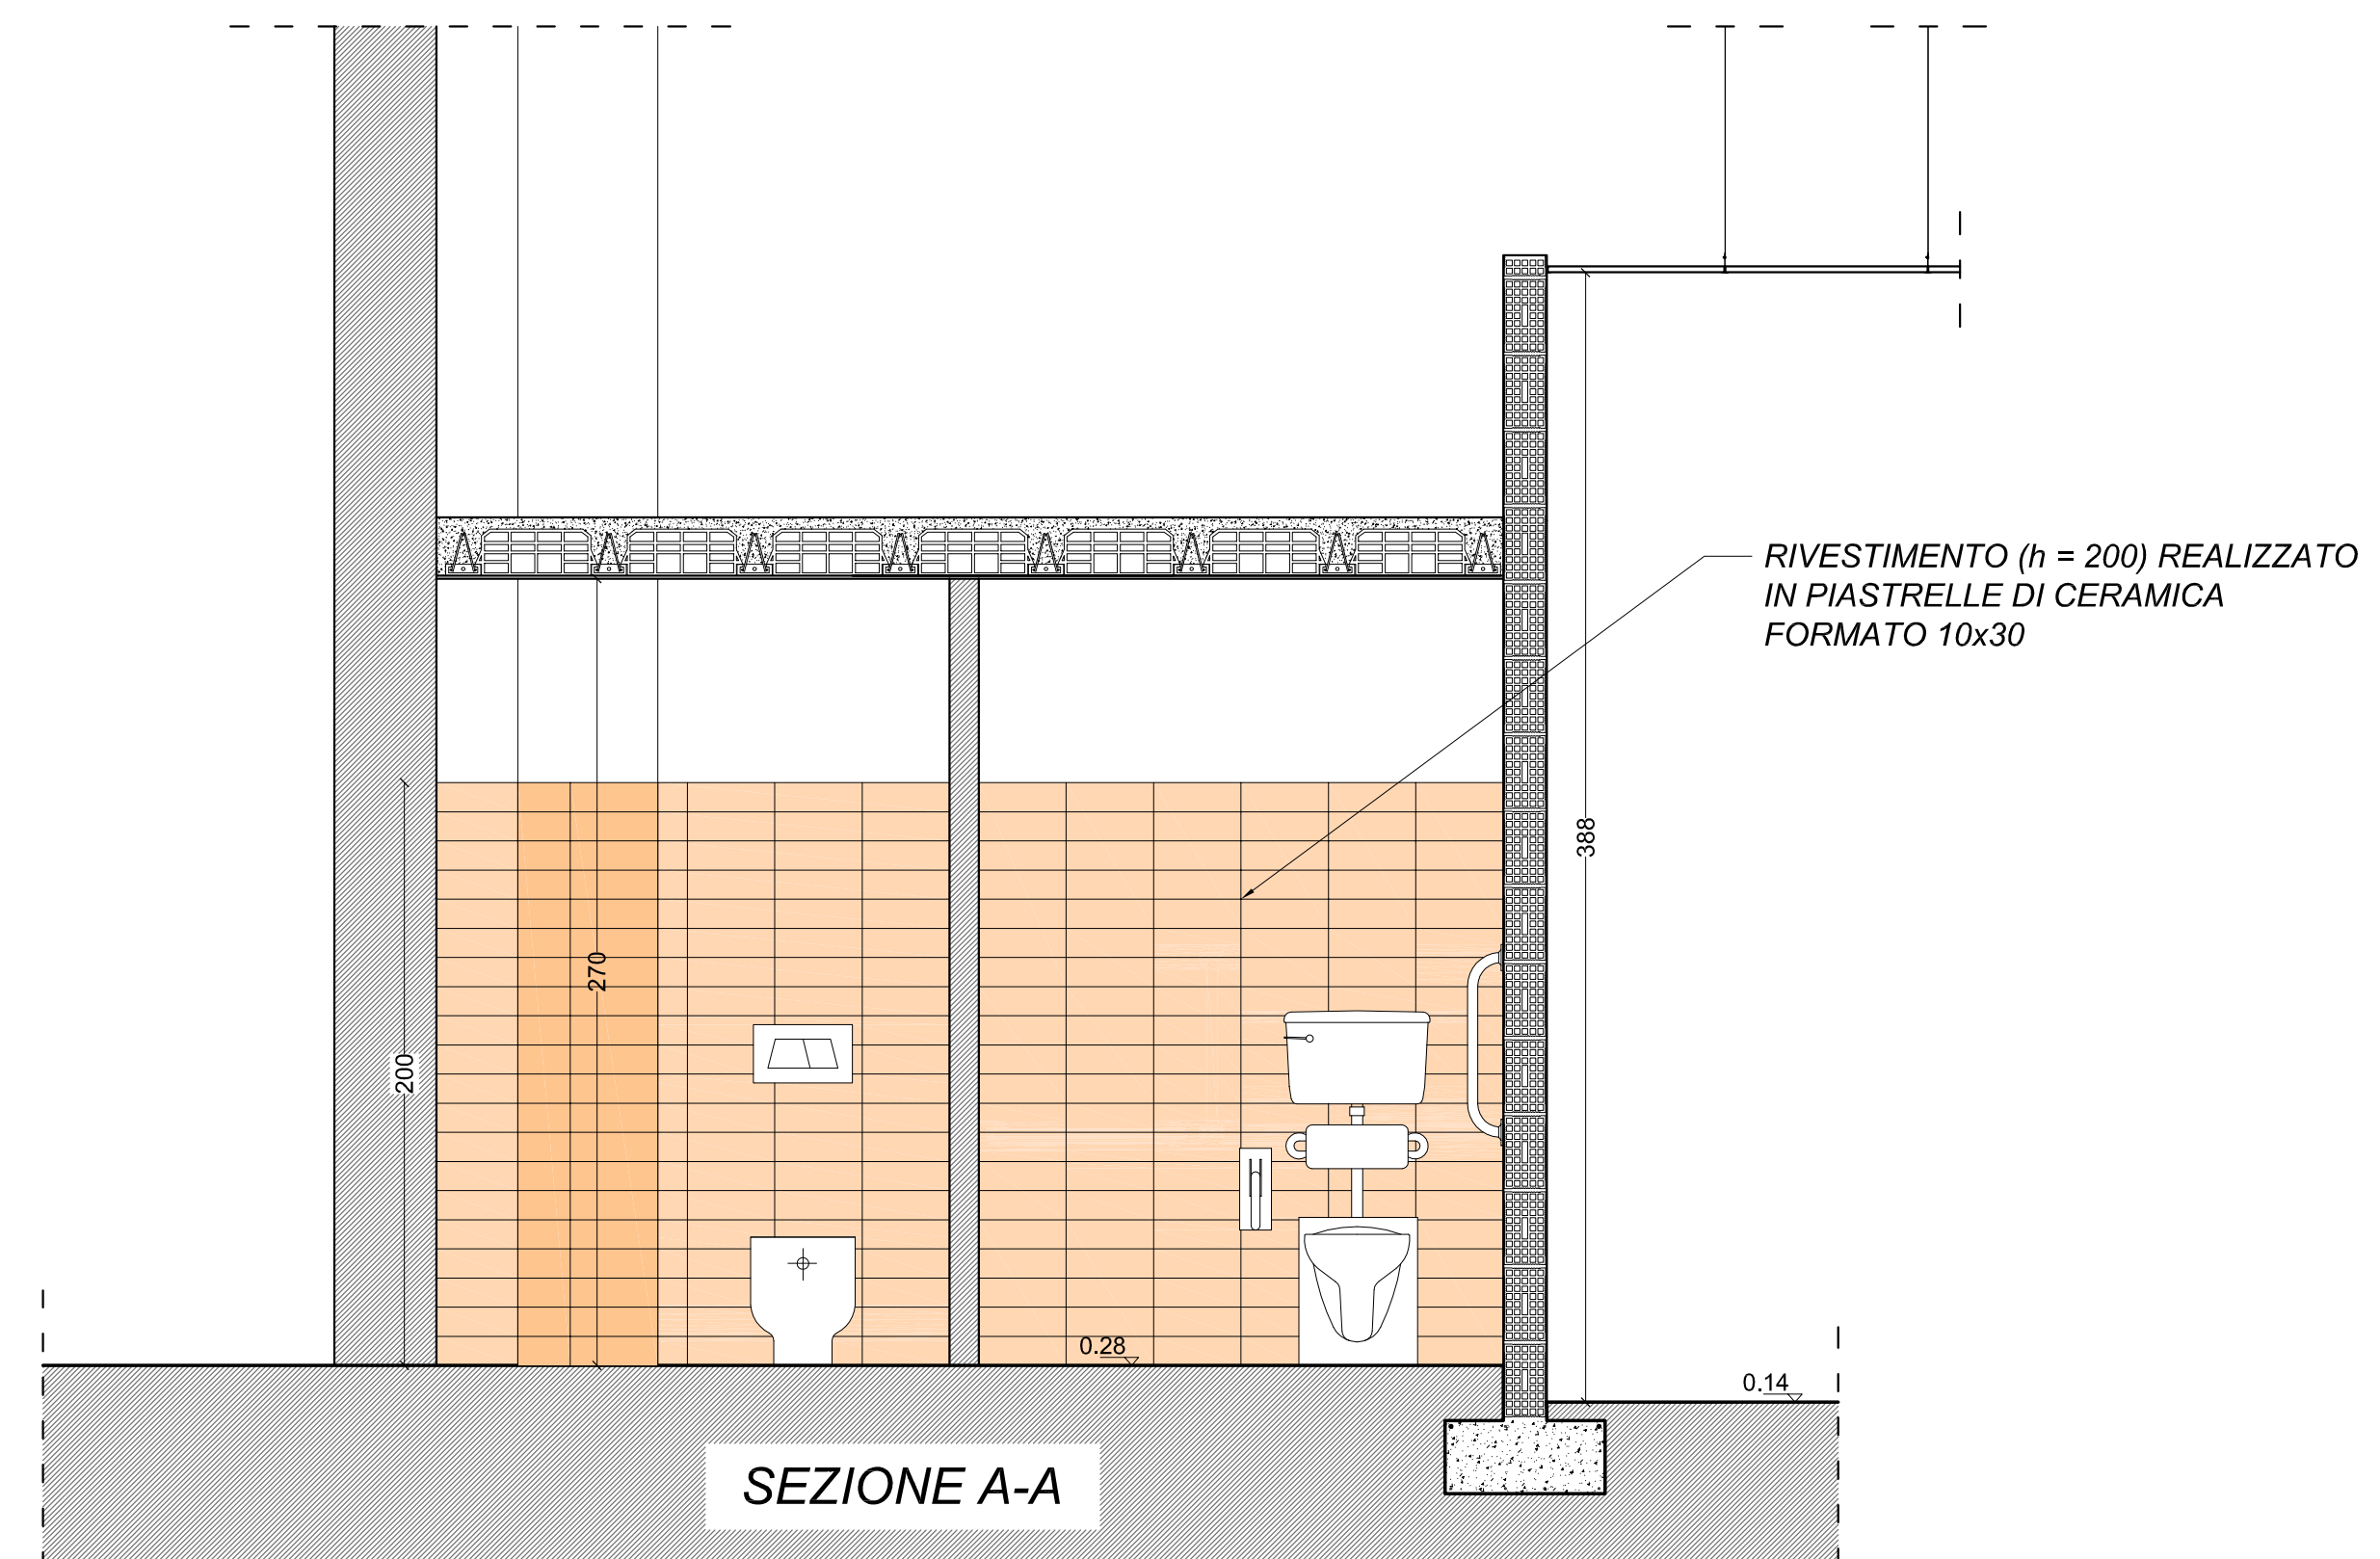 RIVESTIMENTO (h = 200) REALIZZATO
IN PIASTRELLE DI CERAMICA
FORMATO 10x30
388
270
200
0.28
0.14
SEZIONE A-A